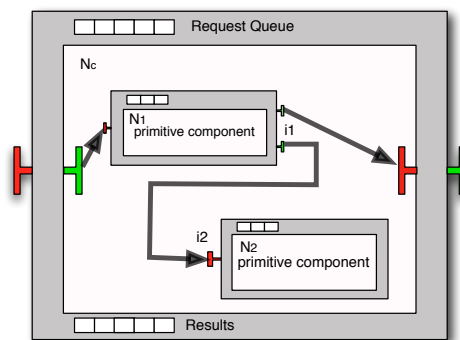 Request Queue
Nc
N1
primitive component
i1
i2
N2
primitive component
Results